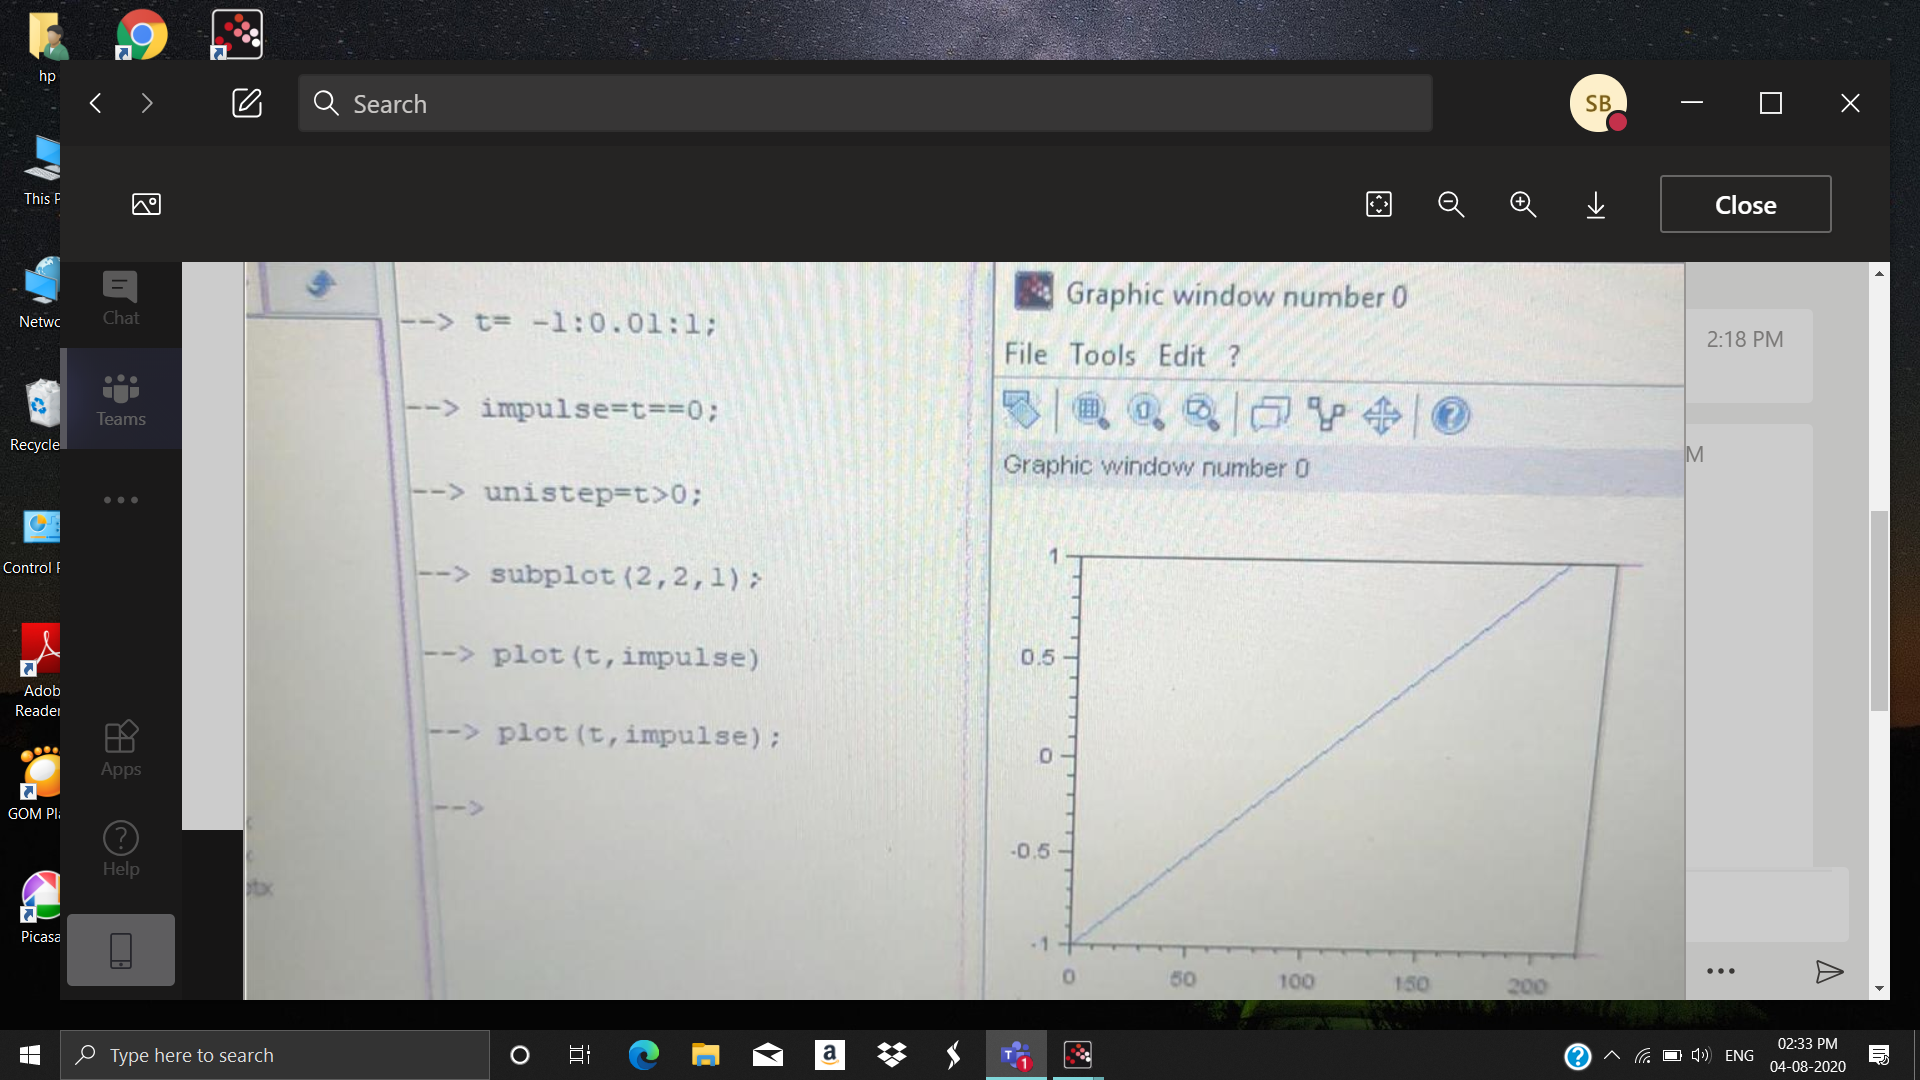 hp
Search
SB
This P
Close
Netwo
Chat
2:18 PM
Teams
M
Recycle
Control P
Adob
Reader
Apps
GOM Pla
Help
Picasa
--> t= -1:0.01:1;
--> impulse=t==0;
--> unistep=t>0;
--> subplot(2,2,1);
--> plot(t,impulse)
--> plot(t,impulse);
-->
Graphic window number 0
File Tools Edit ?
Graphic window number 0
1
0.5
0
-0.5
-1
0 50 100 150 200
Type here to search
1
ENG
02:33 PM
04-08-2020